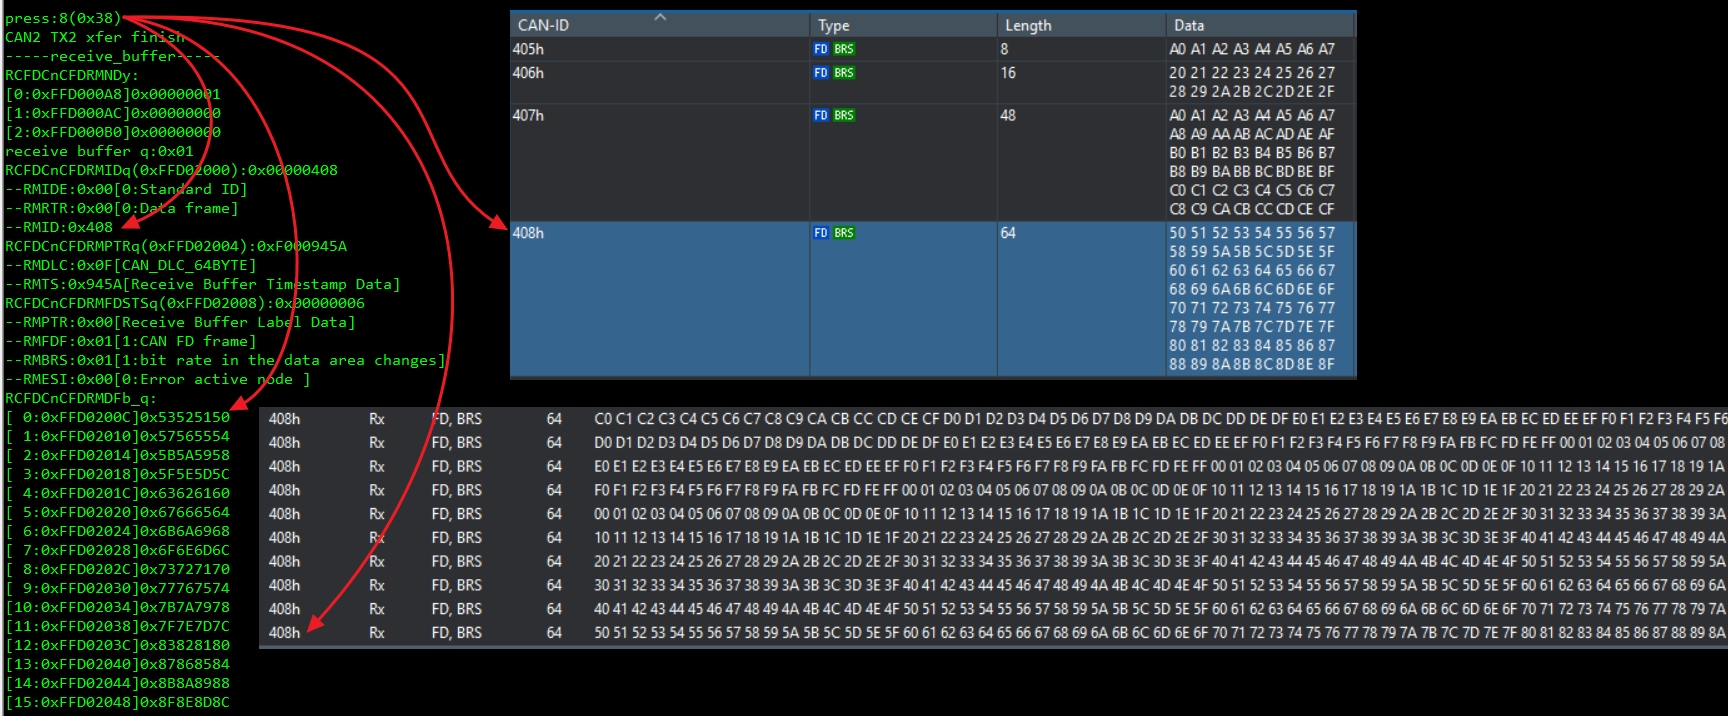 press:8(0x38)
CAN2 TX2 xfer finish
-----receive_buffer-----
RCFDCnCFDRMNDy:
[0:0xFFD000A8]0x00000001
[1:0xFFD000AC]0x00000000
[2:0xFFD000B0]0x00000000
receive buffer q:0x01
RCFDCnCFDRMIDq(0xFFD02000):0x00000408
--RMIDE:0x00[0:Standard ID]
--RMRTR:0x00[0:Data frame]
--RMID:0x408
RCFDCnCFDRMPTRq(0xFFD02004):0xF000945A
--RMDLC:0x0F[CAN_DLC_64BYTE]
--RMTS:0x945A[Receive Buffer Timestamp Data]
RCFDCnCFDRMFDSTSq(0xFFD02008):0x00000006
--RMPTR:0x00[Receive Buffer Label Data]
--RMFDF:0x01[1:CAN FD frame]
--RMBRS:0x01[1:bit rate in the data area changes]
--RMESI:0x00[0:Error active node ]
RCFDCnCFDRMDFb_q:
[ 0:0xFFD0200C]0x53525150
[ 1:0xFFD02010]0x57565554
[ 2:0xFFD02014]0x5B5A5958
[ 3:0xFFD02018]0x5F5E5D5C
[ 4:0xFFD0201C]0x63626160
[ 5:0xFFD02020]0x67666564
[ 6:0xFFD02024]0x6B6A6968
[ 7:0xFFD02028]0x6F6E6D6C
[ 8:0xFFD0202C]0x73727170
[ 9:0xFFD02030]0x77767574
[10:0xFFD02034]0x7B7A7978
[11:0xFFD02038]0x7F7E7D7C
[12:0xFFD0203C]0x83828180
[13:0xFFD02040]0x87868584
[14:0xFFD02044]0x8B8A8988
[15:0xFFD02048]0x8F8E8D8C
CAN-ID Type Length Data
405h FD BRS 8 A0 A1 A2 A3 A4 A5 A6 A7
406h FD BRS 16 20 21 22 23 24 25 26 27
28 29 2A 2B 2C 2D 2E 2F
407h FD BRS 48 A0 A1 A2 A3 A4 A5 A6 A7
A8 A9 AA AB AC AD AE AF
B0 B1 B2 B3 B4 B5 B6 B7
B8 B9 BA BB BC BD BE BF
C0 C1 C2 C3 C4 C5 C6 C7
C8 C9 CA CB CC CD CE CF
408h FD BRS 64 50 51 52 53 54 55 56 57
58 59 5A 5B 5C 5D 5E 5F
60 61 62 63 64 65 66 67
68 69 6A 6B 6C 6D 6E 6F
70 71 72 73 74 75 76 77
78 79 7A 7B 7C 7D 7E 7F
80 81 82 83 84 85 86 87
88 89 8A 8B 8C 8D 8E 8F
408h Rx FD, BRS 64 C0 C1 C2 C3 C4 C5 C6 C7 C8 C9 CA CB CC CD CE CF D0 D1 D2 D3 D4 D5 D6 D7 D8 D9 DA DB DC DD DE DF E0 E1 E2 E3 E4 E5 E6 E7 E8 E9 EA EB EC ED EE EF F0 F1 F2 F3 F4 F5 F6
408h Rx FD, BRS 64 D0 D1 D2 D3 D4 D5 D6 D7 D8 D9 DA DB DC DD DE DF E0 E1 E2 E3 E4 E5 E6 E7 E8 E9 EA EB EC ED EE EF F0 F1 F2 F3 F4 F5 F6 F7 F8 F9 FA FB FC FD FE FF 00 01 02 03 04 05 06 07 08
408h Rx FD, BRS 64 E0 E1 E2 E3 E4 E5 E6 E7 E8 E9 EA EB EC ED EE EF F0 F1 F2 F3 F4 F5 F6 F7 F8 F9 FA FB FC FD FE FF 00 01 02 03 04 05 06 07 08 09 0A 0B 0C 0D 0E 0F 10 11 12 13 14 15 16 17 18 19 1A
408h Rx FD, BRS 64 F0 F1 F2 F3 F4 F5 F6 F7 F8 F9 FA FB FC FD FE FF 00 01 02 03 04 05 06 07 08 09 0A 0B 0C 0D 0E 0F 10 11 12 13 14 15 16 17 18 19 1A 1B 1C 1D 1E 1F 20 21 22 23 24 25 26 27 28 29 2A
408h Rx FD, BRS 64 00 01 02 03 04 05 06 07 08 09 0A 0B 0C 0D 0E 0F 10 11 12 13 14 15 16 17 18 19 1A 1B 1C 1D 1E 1F 20 21 22 23 24 25 26 27 28 29 2A 2B 2C 2D 2E 2F 30 31 32 33 34 35 36 37 38 39 3A
408h Rx FD, BRS 64 10 11 12 13 14 15 16 17 18 19 1A 1B 1C 1D 1E 1F 20 21 22 23 24 25 26 27 28 29 2A 2B 2C 2D 2E 2F 30 31 32 33 34 35 36 37 38 39 3A 3B 3C 3D 3E 3F 40 41 42 43 44 45 46 47 48 49 4A
408h Rx FD, BRS 64 20 21 22 23 24 25 26 27 28 29 2A 2B 2C 2D 2E 2F 30 31 32 33 34 35 36 37 38 39 3A 3B 3C 3D 3E 3F 40 41 42 43 44 45 46 47 48 49 4A 4B 4C 4D 4E 4F 50 51 52 53 54 55 56 57 58 59 5A
408h Rx FD, BRS 64 30 31 32 33 34 35 36 37 38 39 3A 3B 3C 3D 3E 3F 40 41 42 43 44 45 46 47 48 49 4A 4B 4C 4D 4E 4F 50 51 52 53 54 55 56 57 58 59 5A 5B 5C 5D 5E 5F 60 61 62 63 64 65 66 67 68 69 6A
408h Rx FD, BRS 64 40 41 42 43 44 45 46 47 48 49 4A 4B 4C 4D 4E 4F 50 51 52 53 54 55 56 57 58 59 5A 5B 5C 5D 5E 5F 60 61 62 63 64 65 66 67 68 69 6A 6B 6C 6D 6E 6F 70 71 72 73 74 75 76 77 78 79 7A
408h Rx FD, BRS 64 50 51 52 53 54 55 56 57 58 59 5A 5B 5C 5D 5E 5F 60 61 62 63 64 65 66 67 68 69 6A 6B 6C 6D 6E 6F 70 71 72 73 74 75 76 77 78 79 7A 7B 7C 7D 7E 7F 80 81 82 83 84 85 86 87 88 89 8A